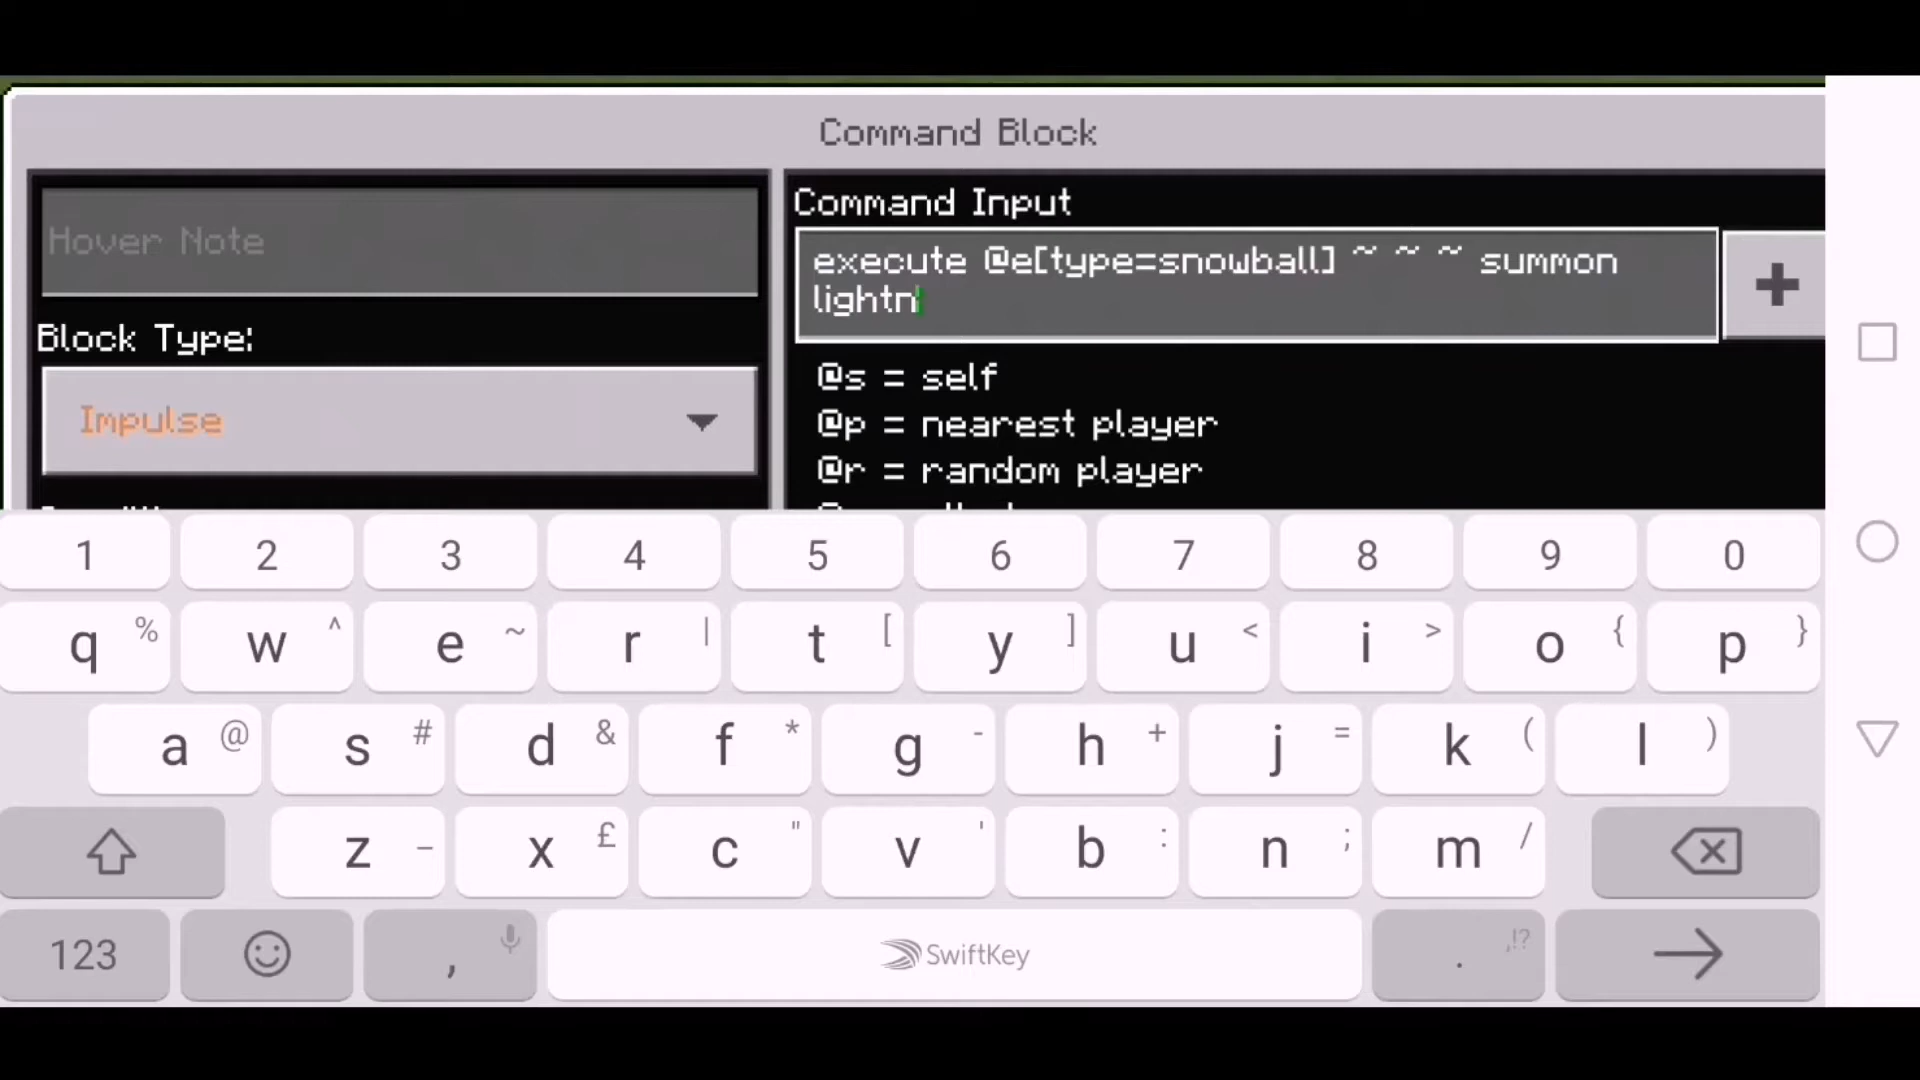 Command Block
Hover Note
Block Type:
Impulse
Command Input
execute @e[type=snowball] ~ ~ ~ summon
lightn
@s = self
@p = nearest player
@r = random player
1 2 3 4 5 6 7 8 9 0
q % w ^ e ~ r | t [ y ] u < i > o { p }
a @ s # d & f * g - h + j = k ( l )
z _ x £ c " v ' b : n ; m /
123 , SwiftKey . ,!?